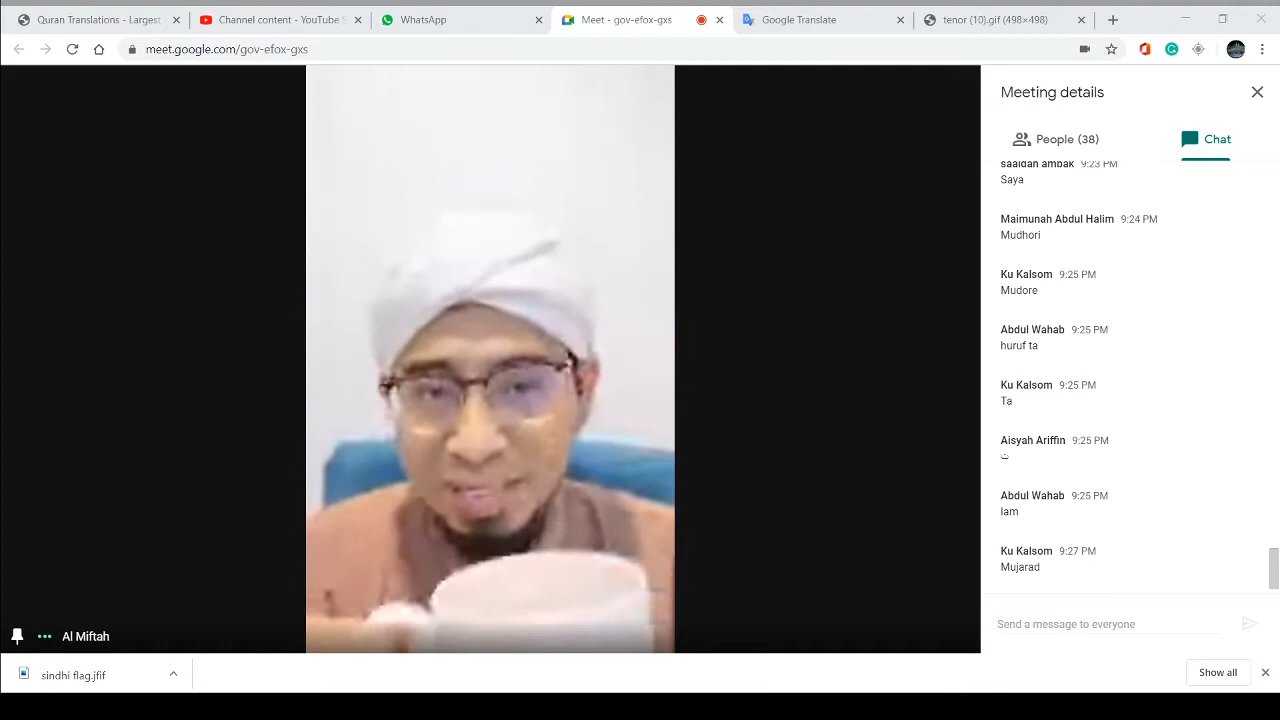 Quran Translations - Largest
Channel content - YouTube S
WhatsApp
Meet - gov-efox-gxs
Google Translate
tenor (10).gif (498×498)
meet.google.com/gov-efox-gxs
Meeting details
People (38)
Chat
saaidah ambak 9:23 PM
Saya
Maimunah Abdul Halim 9:24 PM
Mudhori
Ku Kalsom 9:25 PM
Mudore
Abdul Wahab 9:25 PM
huruf ta
Ku Kalsom 9:25 PM
Ta
Aisyah Ariffin 9:25 PM
ت
Abdul Wahab 9:25 PM
lam
Ku Kalsom 9:27 PM
Mujarad
Send a message to everyone
Al Miftah
sindhi flag.jfif
Show all